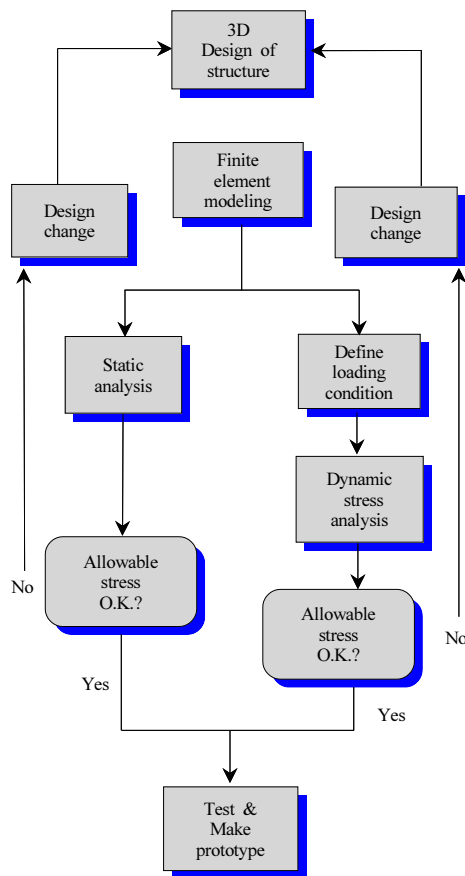 3D
Design of
structure
Finite
element
modeling
Design
change
Design
change
Static
analysis
Define
loading
condition
Dynamic
stress
analysis
Allowable
stress
O.K.?
No
Allowable
stress
O.K.?
No
Yes
Yes
Test &
Make
prototype